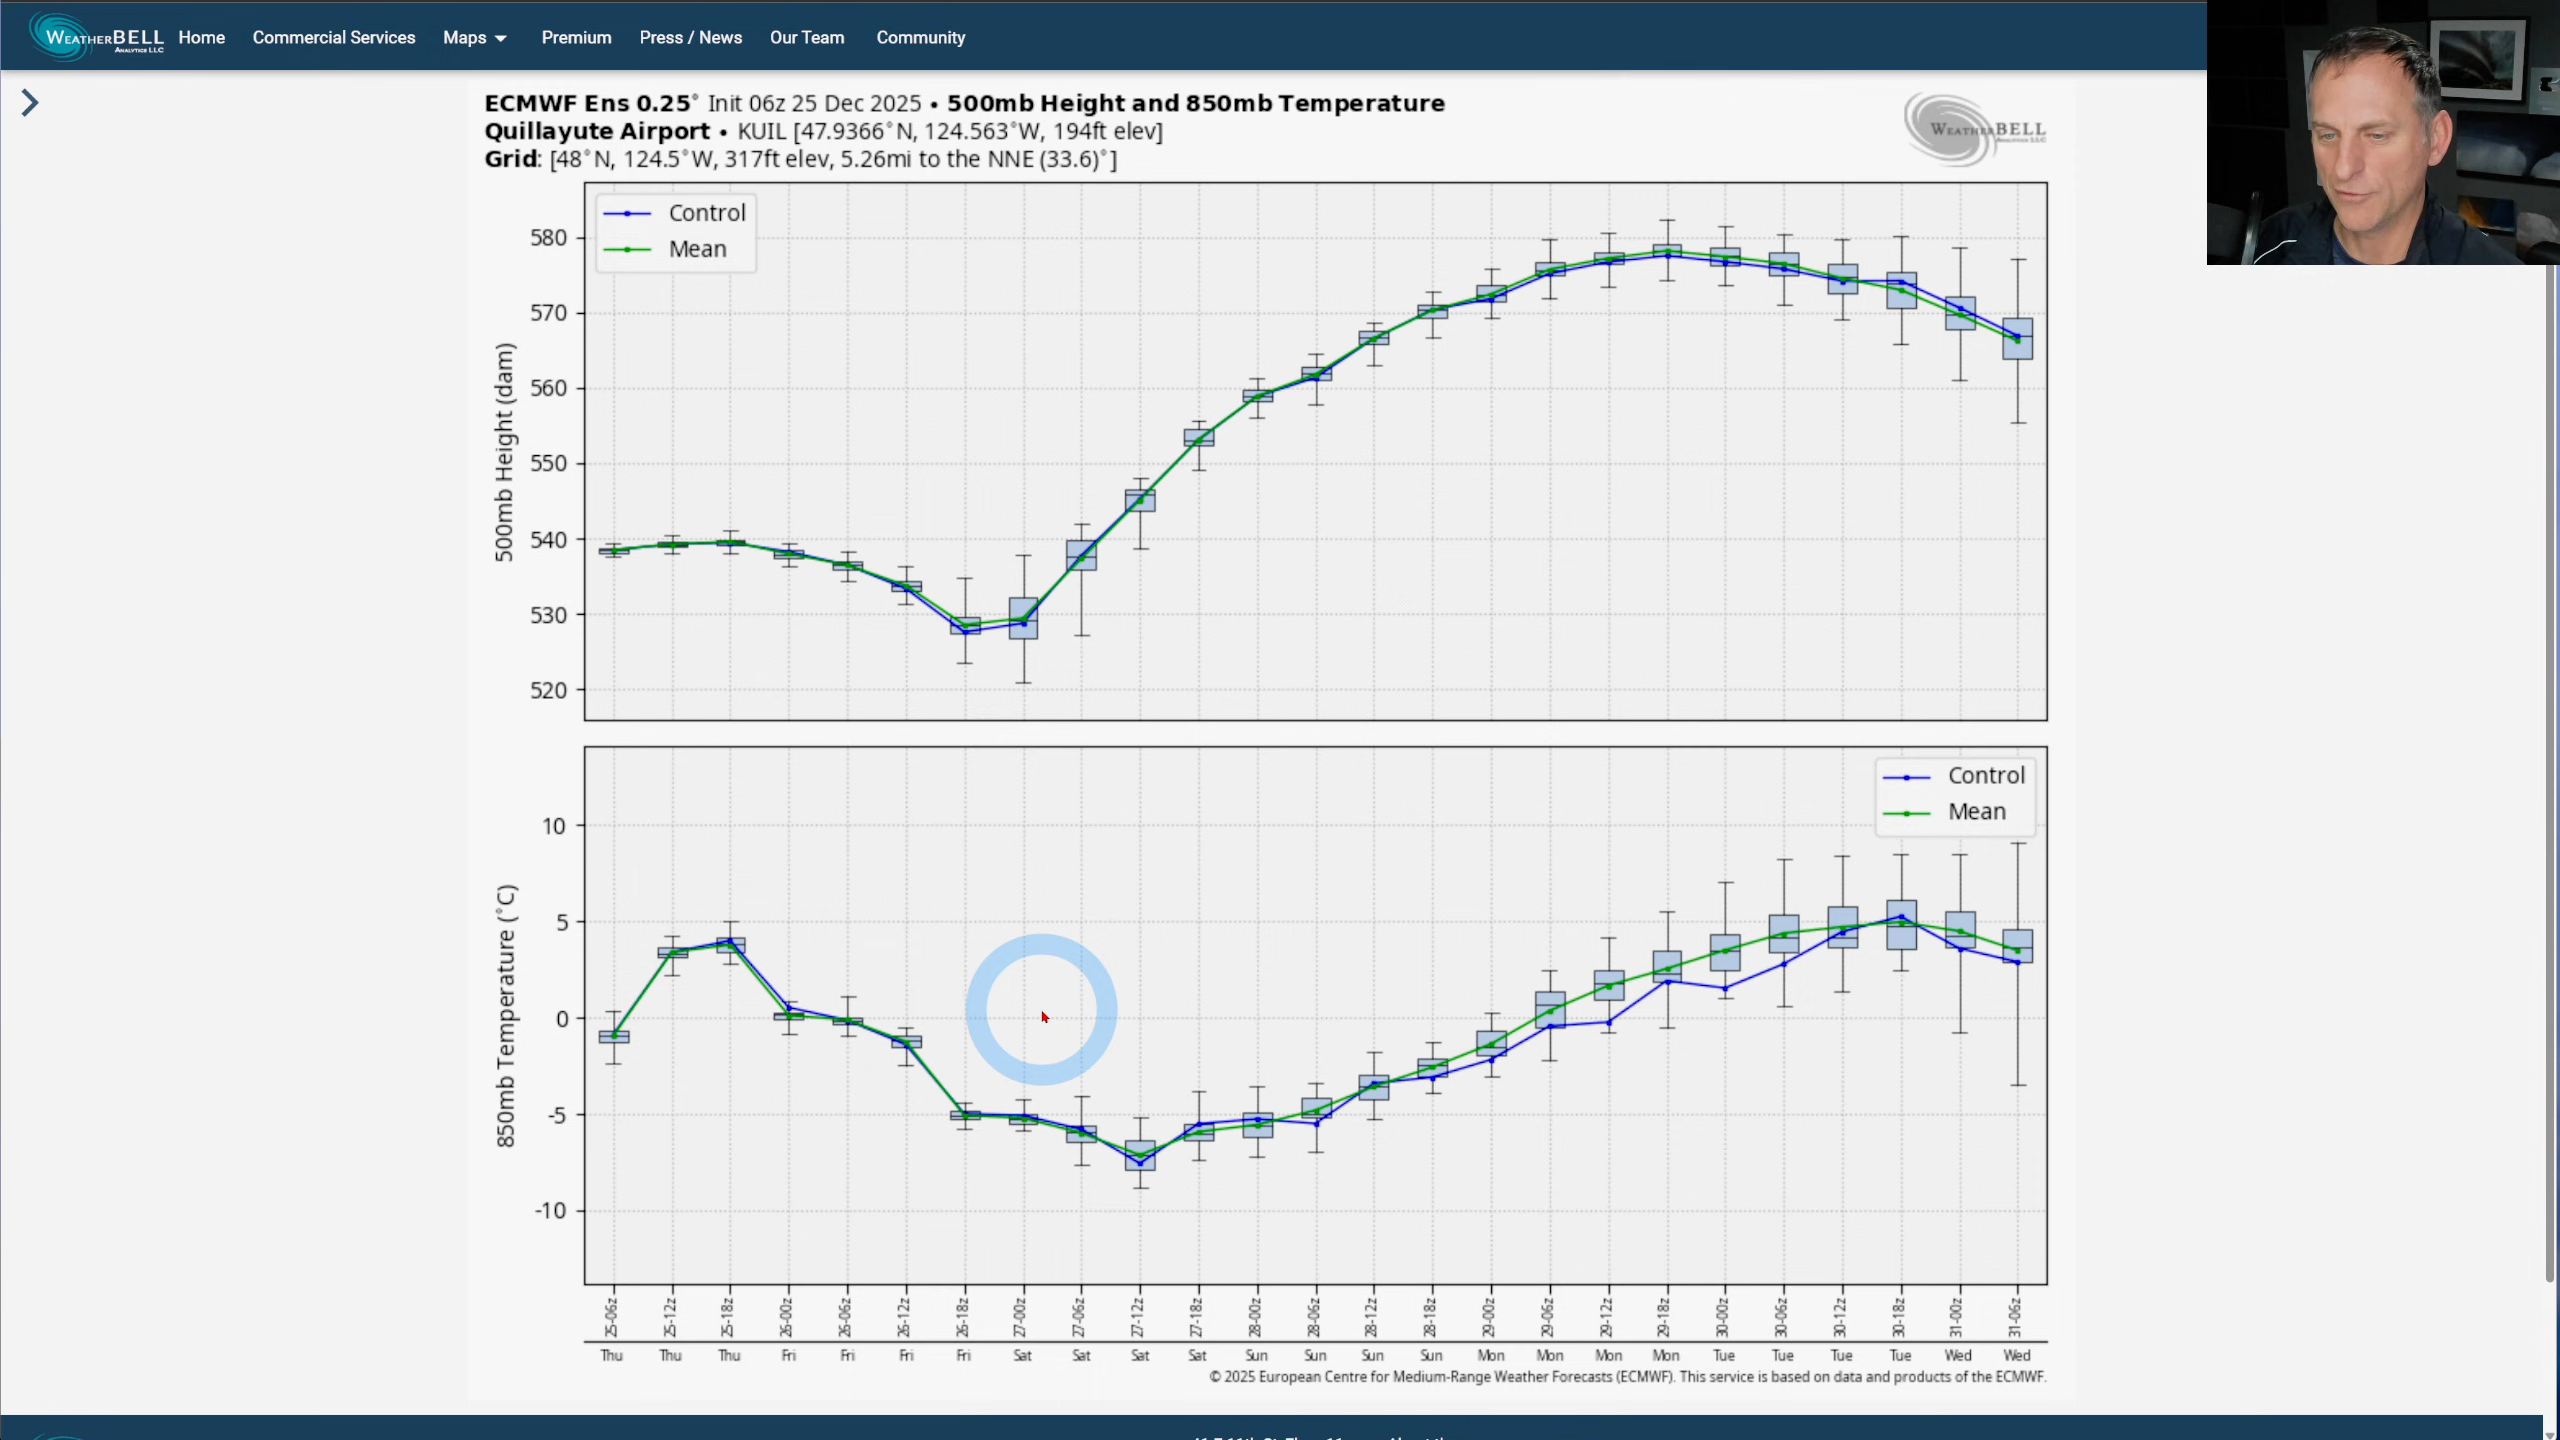 WEATHERBELL
ANALYTICS LLC
Home
Commercial Services
Maps
Premium
Press / News
Our Team
Community
ECMWF Ens 0.25° Init 06z 25 Dec 2025 • 500mb Height and 850mb Temperature
Quillayute Airport • KUIL [47.9366°N, 124.563°W, 194ft elev]
Grid: [48°N, 124.5°W, 317ft elev, 5.26mi to the NNE (33.6)°]
WEATHERBELL
ANALYTICS LLC
Control
Mean
500mb Height (dam)
580
570
560
550
540
530
520
Control
Mean
850mb Temperature (°C)
10
5
0
-5
-10
25-06z 25-12z 25-18z 26-00z 26-06z 26-12z 26-18z 27-00z 27-06z 27-12z 27-18z 28-00z 28-06z 28-12z 28-18z 29-00z 29-06z 29-12z 29-18z 30-00z 30-06z 30-12z 30-18z 31-00z 31-06z
Thu Thu Thu Fri Fri Fri Fri Sat Sat Sat Sat Sun Sun Sun Sun Mon Mon Mon Mon Tue Tue Tue Tue Wed Wed
© 2025 European Centre for Medium-Range Weather Forecasts (ECMWF). This service is based on data and products of the ECMWF.